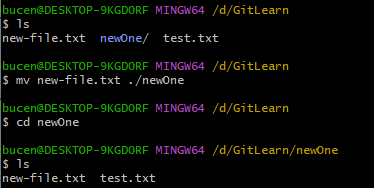 bucen@DESKTOP-9KGDORF MINGW64 /d/GitLearn
$ ls
new-file.txt  newOne/  test.txt
bucen@DESKTOP-9KGDORF MINGW64 /d/GitLearn
$ mv new-file.txt ./newOne
bucen@DESKTOP-9KGDORF MINGW64 /d/GitLearn
$ cd newOne
bucen@DESKTOP-9KGDORF MINGW64 /d/GitLearn/newOne
$ ls
new-file.txt  test.txt